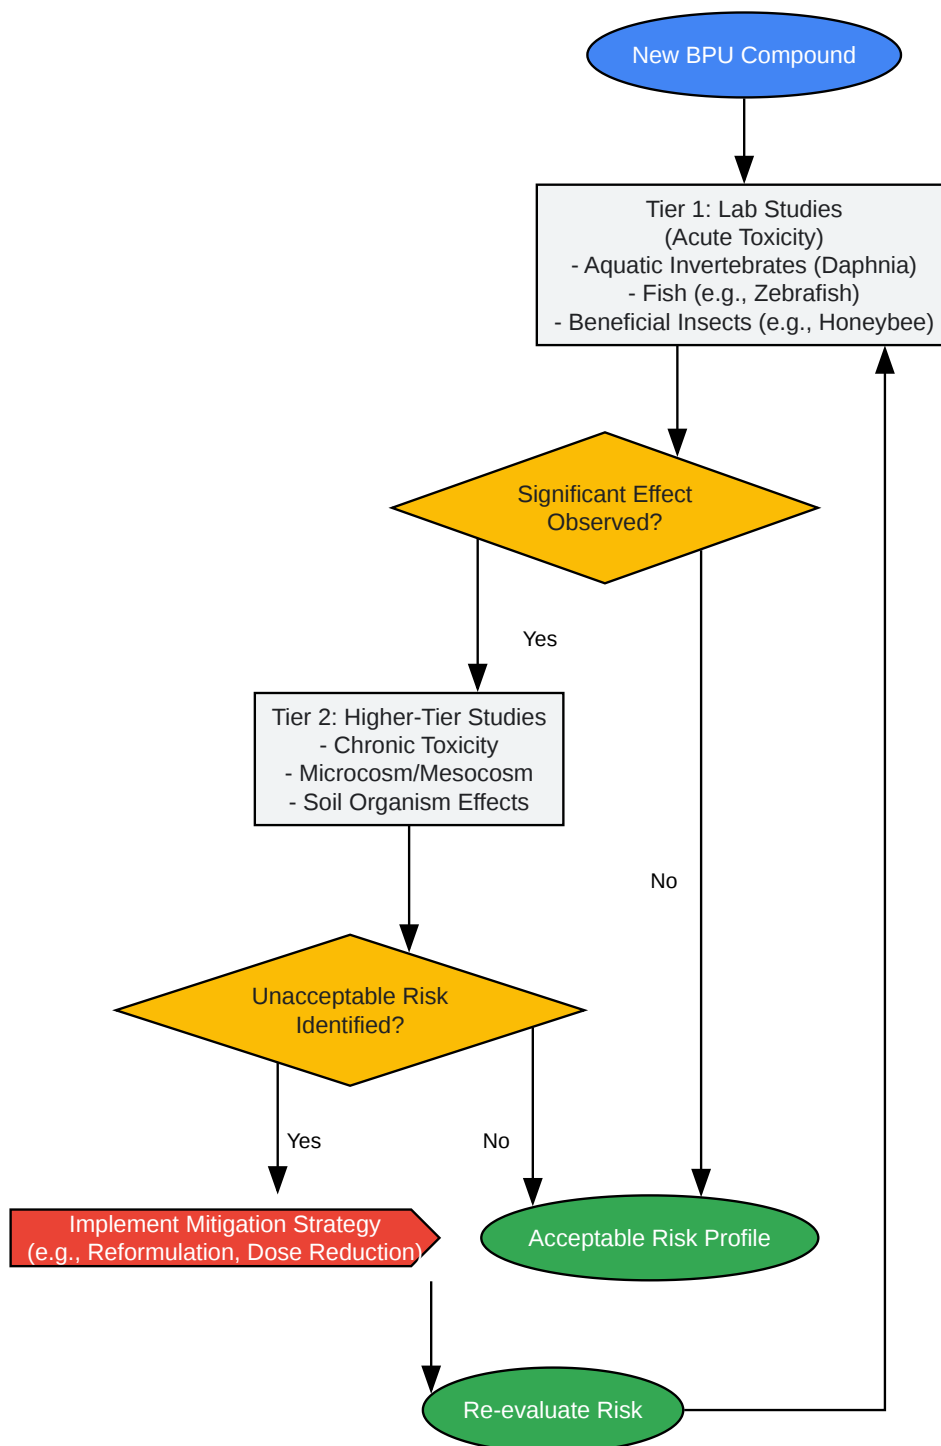 New BPU Compound
Tier 1: Lab Studies
(Acute Toxicity)
- Aquatic Invertebrates (Daphnia)
- Fish (e.g., Zebrafish)
- Beneficial Insects (e.g., Honeybee)
Significant Effect
Observed?
Yes
Tier 2: Higher-Tier Studies
- Chronic Toxicity
- Microcosm/Mesocosm
- Soil Organism Effects
No
Unacceptable Risk
Identified?
Yes
No
Implement Mitigation Strategy
(e.g., Reformulation, Dose Reduction)
Acceptable Risk Profile
Re-evaluate Risk